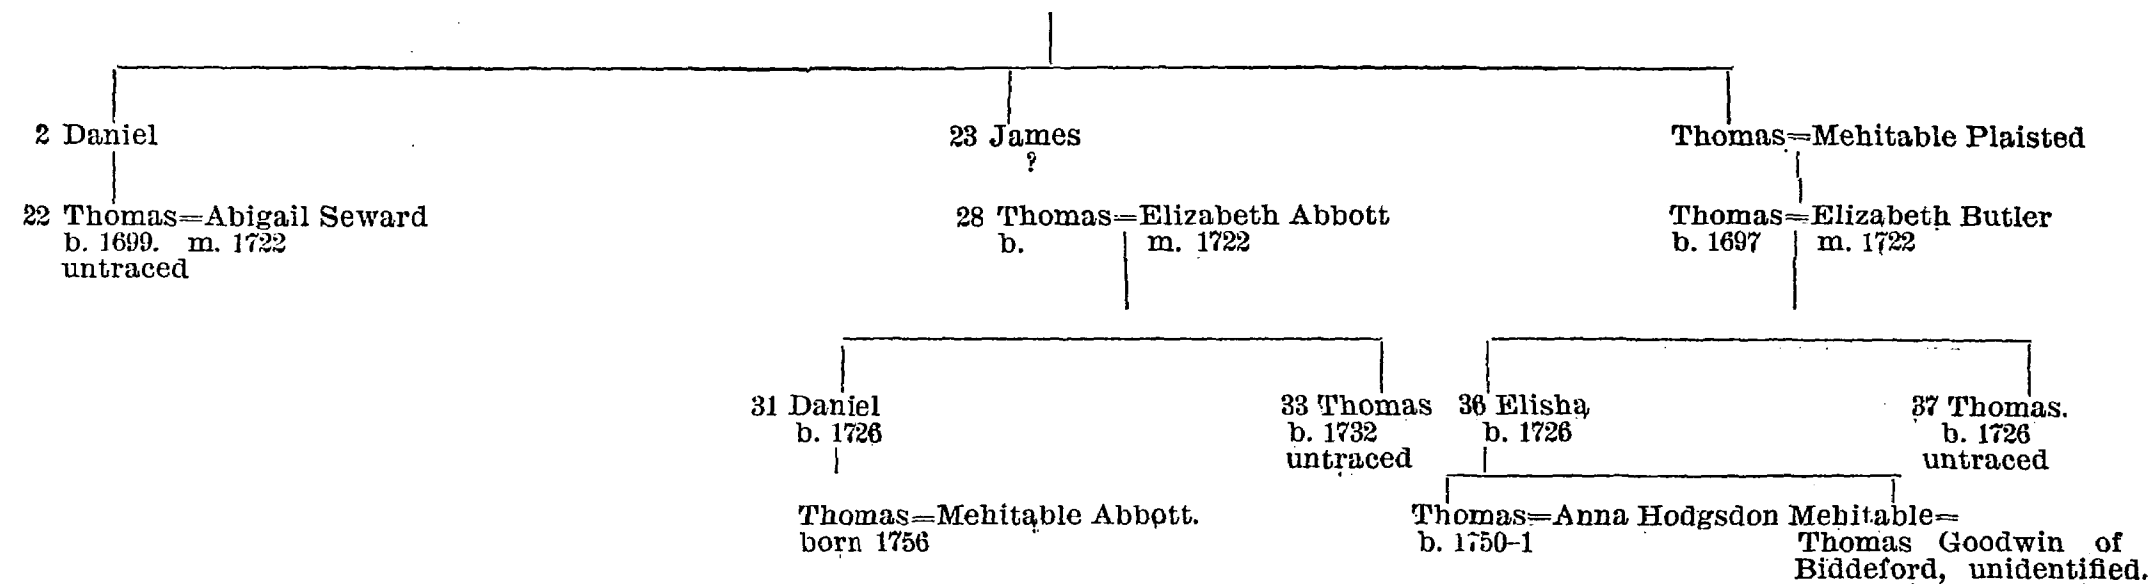 2 Daniel 23 James Thomas=Mehitable Plaisted
?
22 Thomas=Abigail Seward 28 Thomas=Elizabeth Abbott Thomas=Elizabeth Butler
b. 1699. m. 1722 b. m. 1722 b. 1697 m. 1722
untraced
31 Daniel 33 Thomas 36 Elisha 37 Thomas.
b. 1726 b. 1732 b. 1726 b. 1726
untraced untraced
Thomas=Mehitable Abbott. Thomas=Anna Hodgsdon Mehitable=
born 1756 b. 1750-1 Thomas Goodwin of
Biddeford, unidentified.